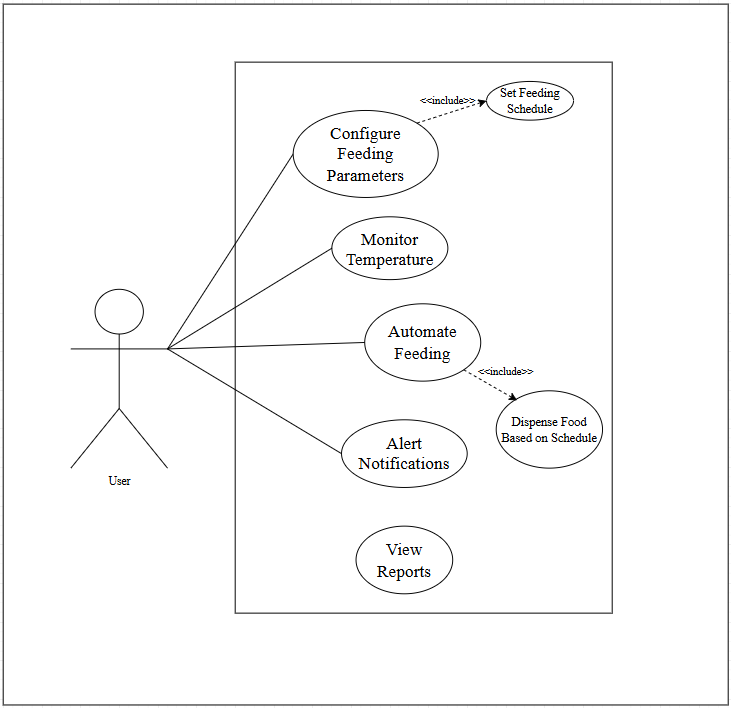 <<include>>
Set Feeding
Schedule
Configure
Feeding
Parameters
Monitor
Temperature
Automate
Feeding
<<include>>
Dispense Food
Based on Schedule
Alert
Notifications
User
View
Reports